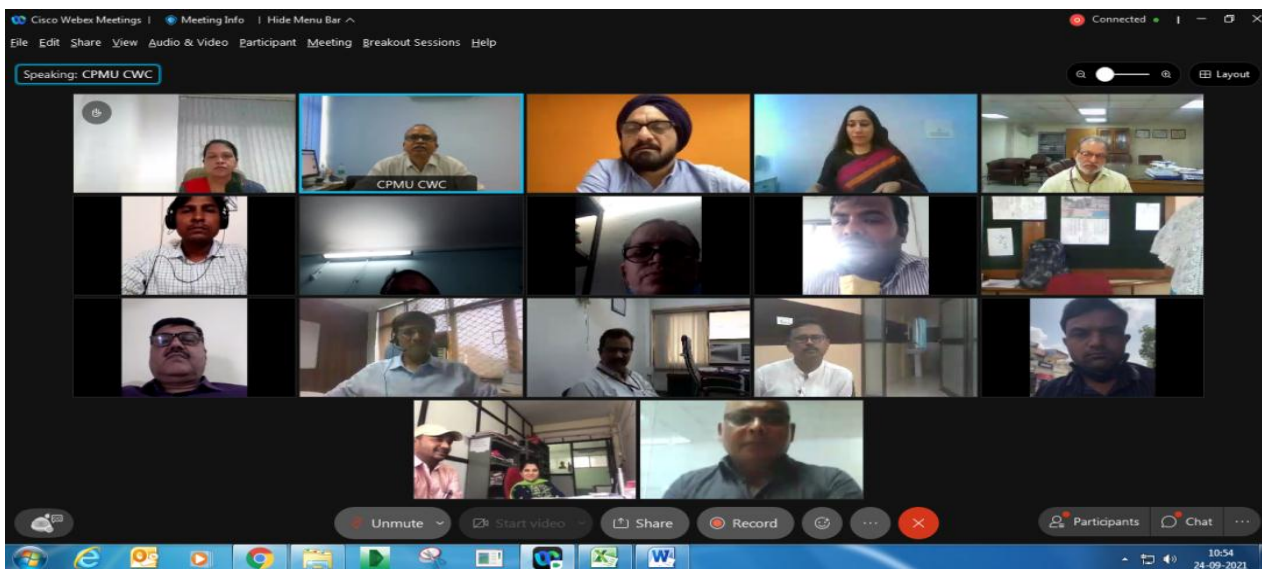 Cisco Webex Meetings | Meeting Info | Hide Menu Bar Connected
File Edit Share View Audio & Video Participant Meeting Breakout Sessions Help
Speaking: CPMU CWC Layout
CPMU CWC
Unmute Start video Share Record Participants Chat
10:54
24-09-2021